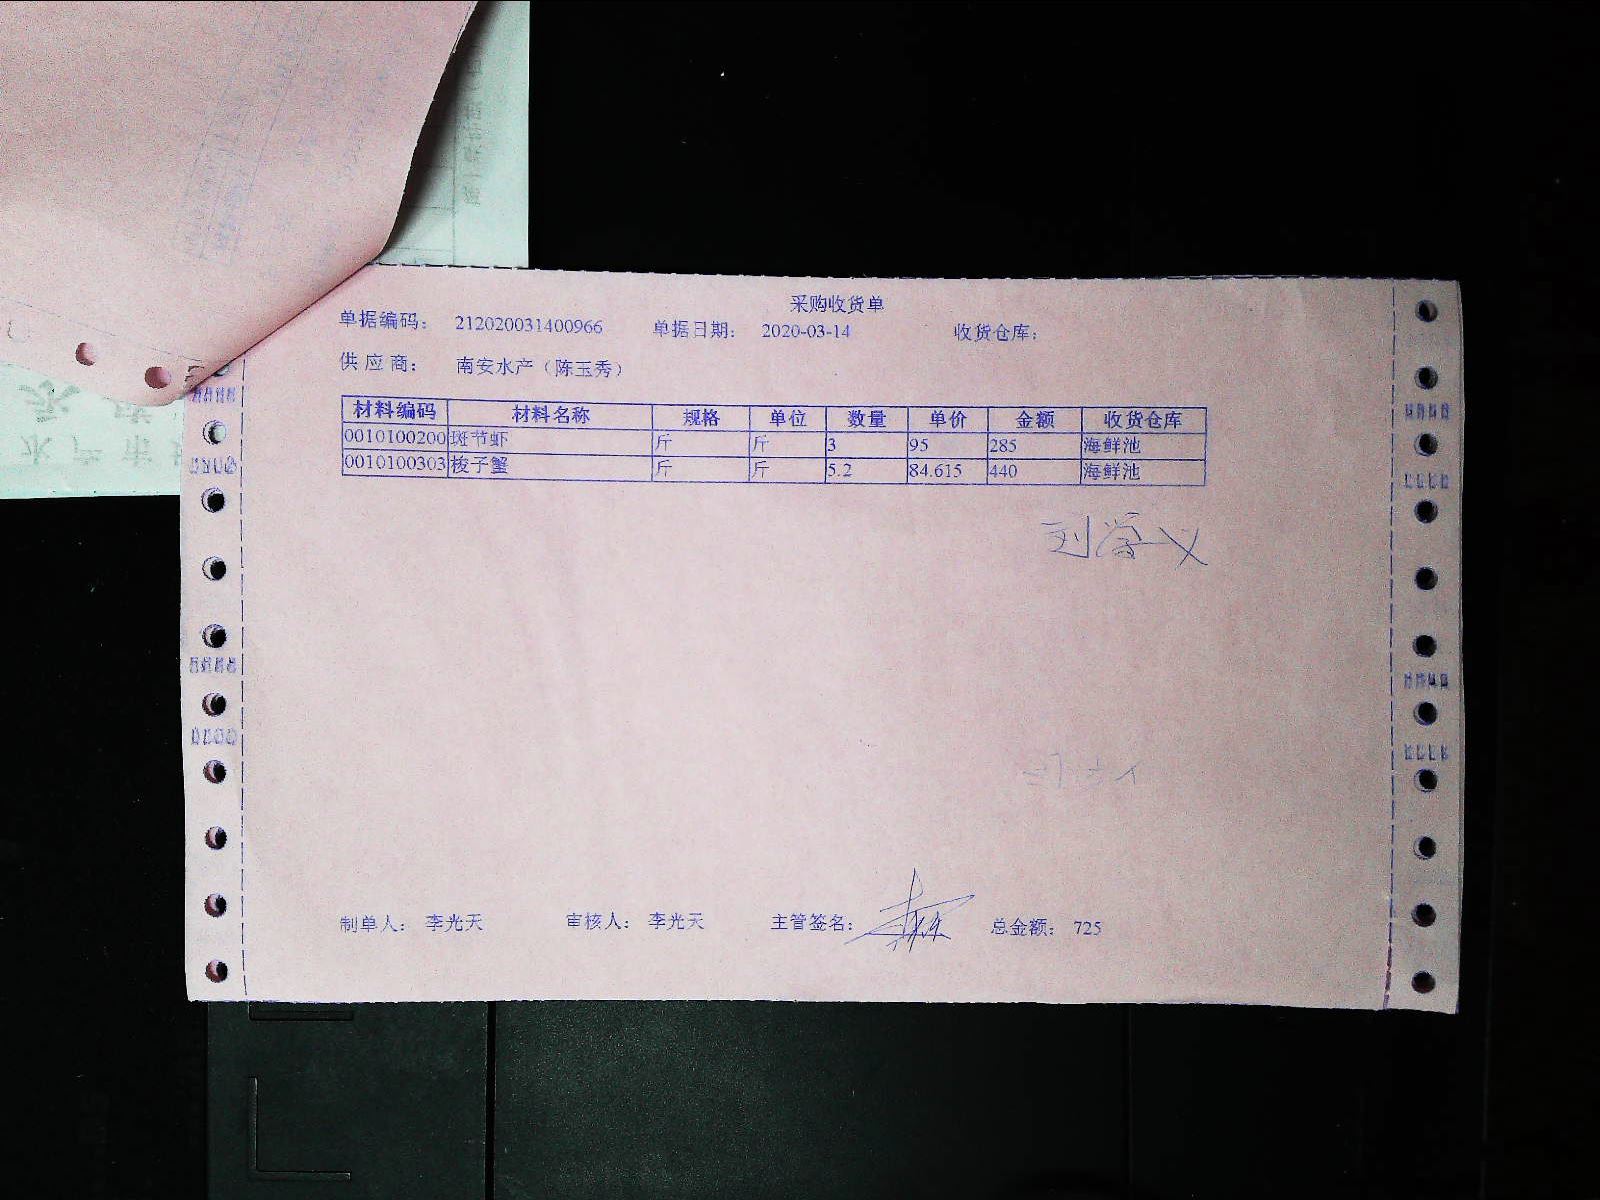 采购收货单
单据编码： 212020031400966 单据日期： 2020-03-14 收货仓库：
供 应 商： 南安水产（陈玉秀）
材料编码 材料名称 规格 单位 数量 单价 金额 收货仓库
0010100200 斑节虾 斤 斤 3 95 285 海鲜池
0010100303 梭子蟹 斤 斤 5.2 84.615 440 海鲜池
刘学义
制单人： 李光天 审核人： 李光天 主管签名： 总金额： 725